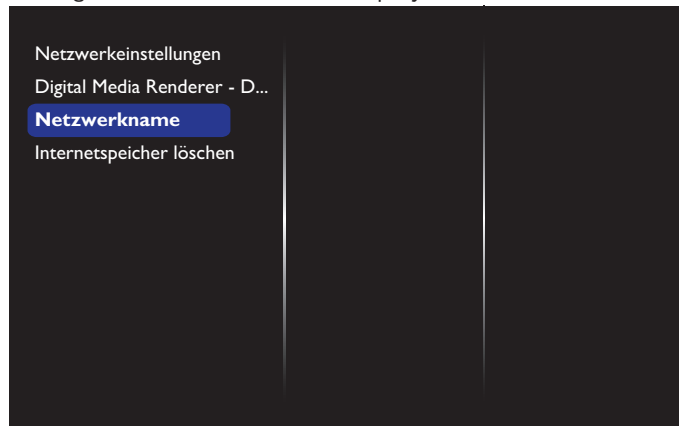 Netzwerkeinstellungen
Digital Media Renderer - D...
Netzwerkname
Internetspeicher löschen